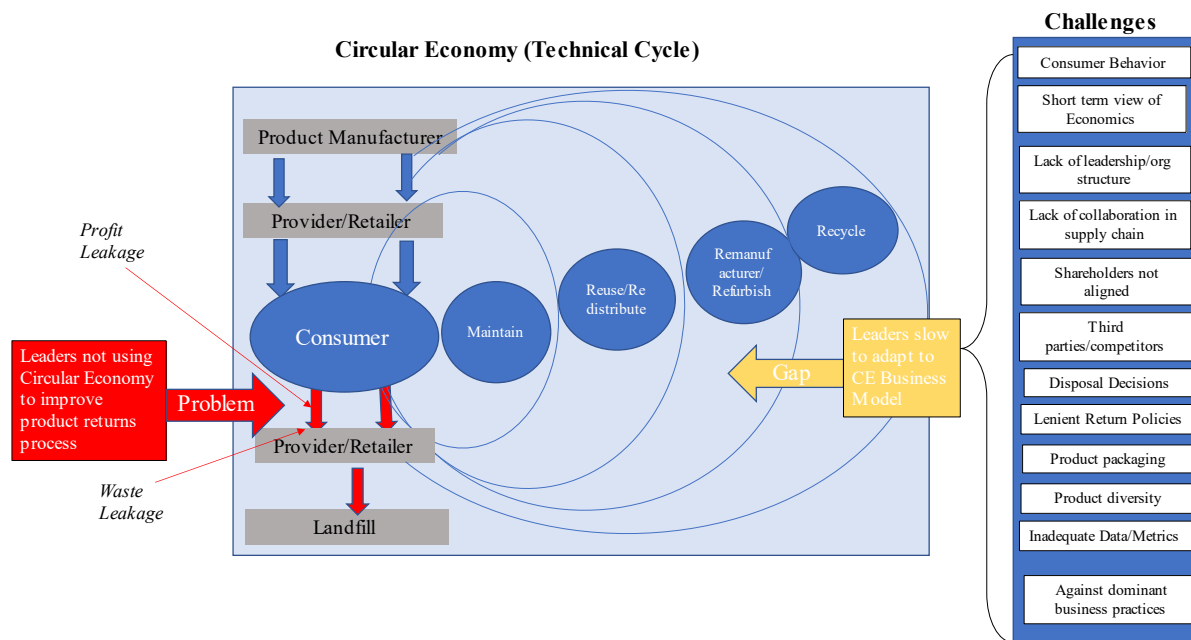 Challenges
Circular Economy (Technical Cycle)
Product Manufacturer
Provider/Retailer
Profit
Leakage
Consumer
Maintain
Reuse/Re
distribute
Remanuf
acturer/
Refurbish
Recycle
Leaders not using
Circular Economy
to improve
product returns
process
Problem
Gap
Leaders slow
to adapt to
CE Business
Model
Provider/Retailer
Waste
Leakage
Landfill
Consumer Behavior
Short term view of
Economics
Lack of leadership/org
structure
Lack of collaboration in
supply chain
Shareholders not
aligned
Third
parties/competitors
Disposal Decisions
Lenient Return Policies
Product packaging
Product diversity
Inadequate Data/Metrics
Against dominant
business practices